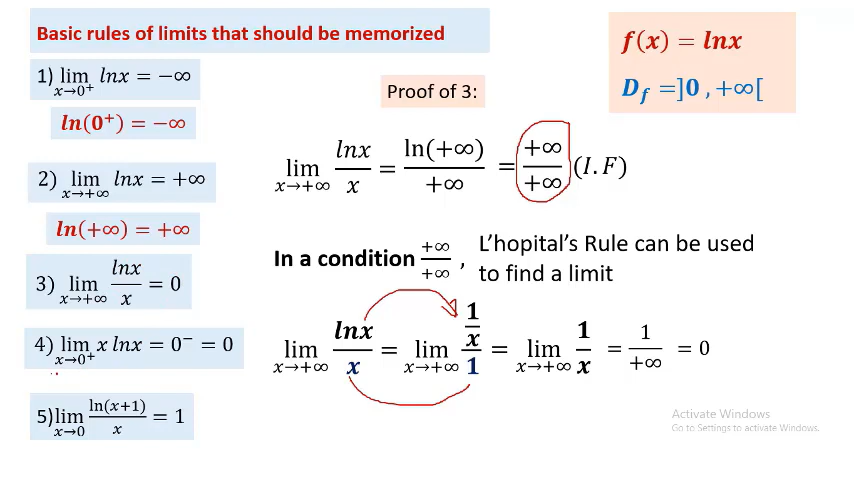 Basic rules of limits that should be memorized
f(x) = lnx
D_f =]0 , +∞[
1) lim_{x→0⁺} lnx = −∞
ln(0⁺) = −∞
2) lim_{x→+∞} lnx = +∞
ln(+∞) = +∞
3) lim_{x→+∞} lnx/x = 0
4) lim_{x→0⁺} x lnx = 0⁻ = 0
5)lim_{x→0} ln(x+1)/x = 1
Proof of 3:
lim_{x→+∞} lnx/x = ln(+∞)/+∞ = +∞/+∞ (I.F)
In a condition +∞/+∞ , L’hopital’s Rule can be used
to find a limit
lim_{x→+∞} lnx/x = lim_{x→+∞} (1/x)/1 = lim_{x→+∞} 1/x = 1/+∞ = 0
Activate Windows
Go to Settings to activate Windows.